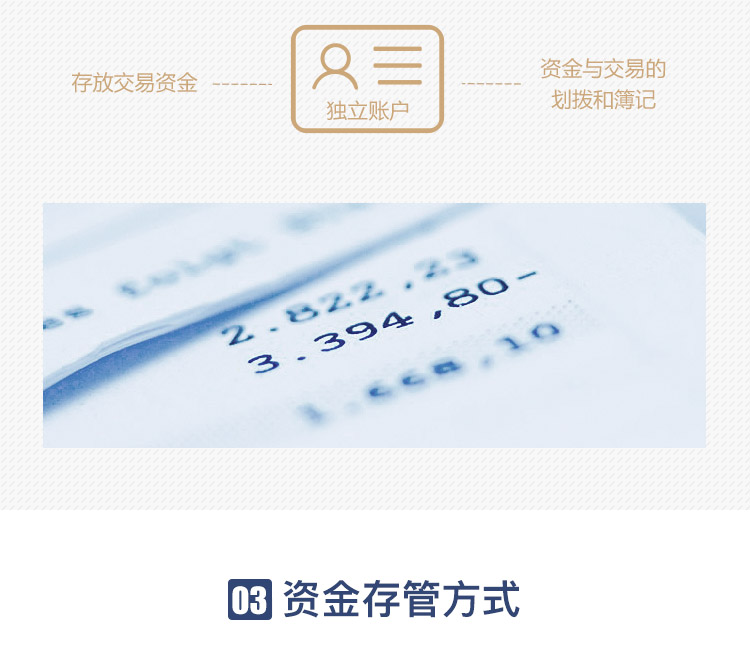 存放交易资金
独立账户
资金与交易的
划拨和簿记
2.822,23
3.394,80-
03 资金存管方式